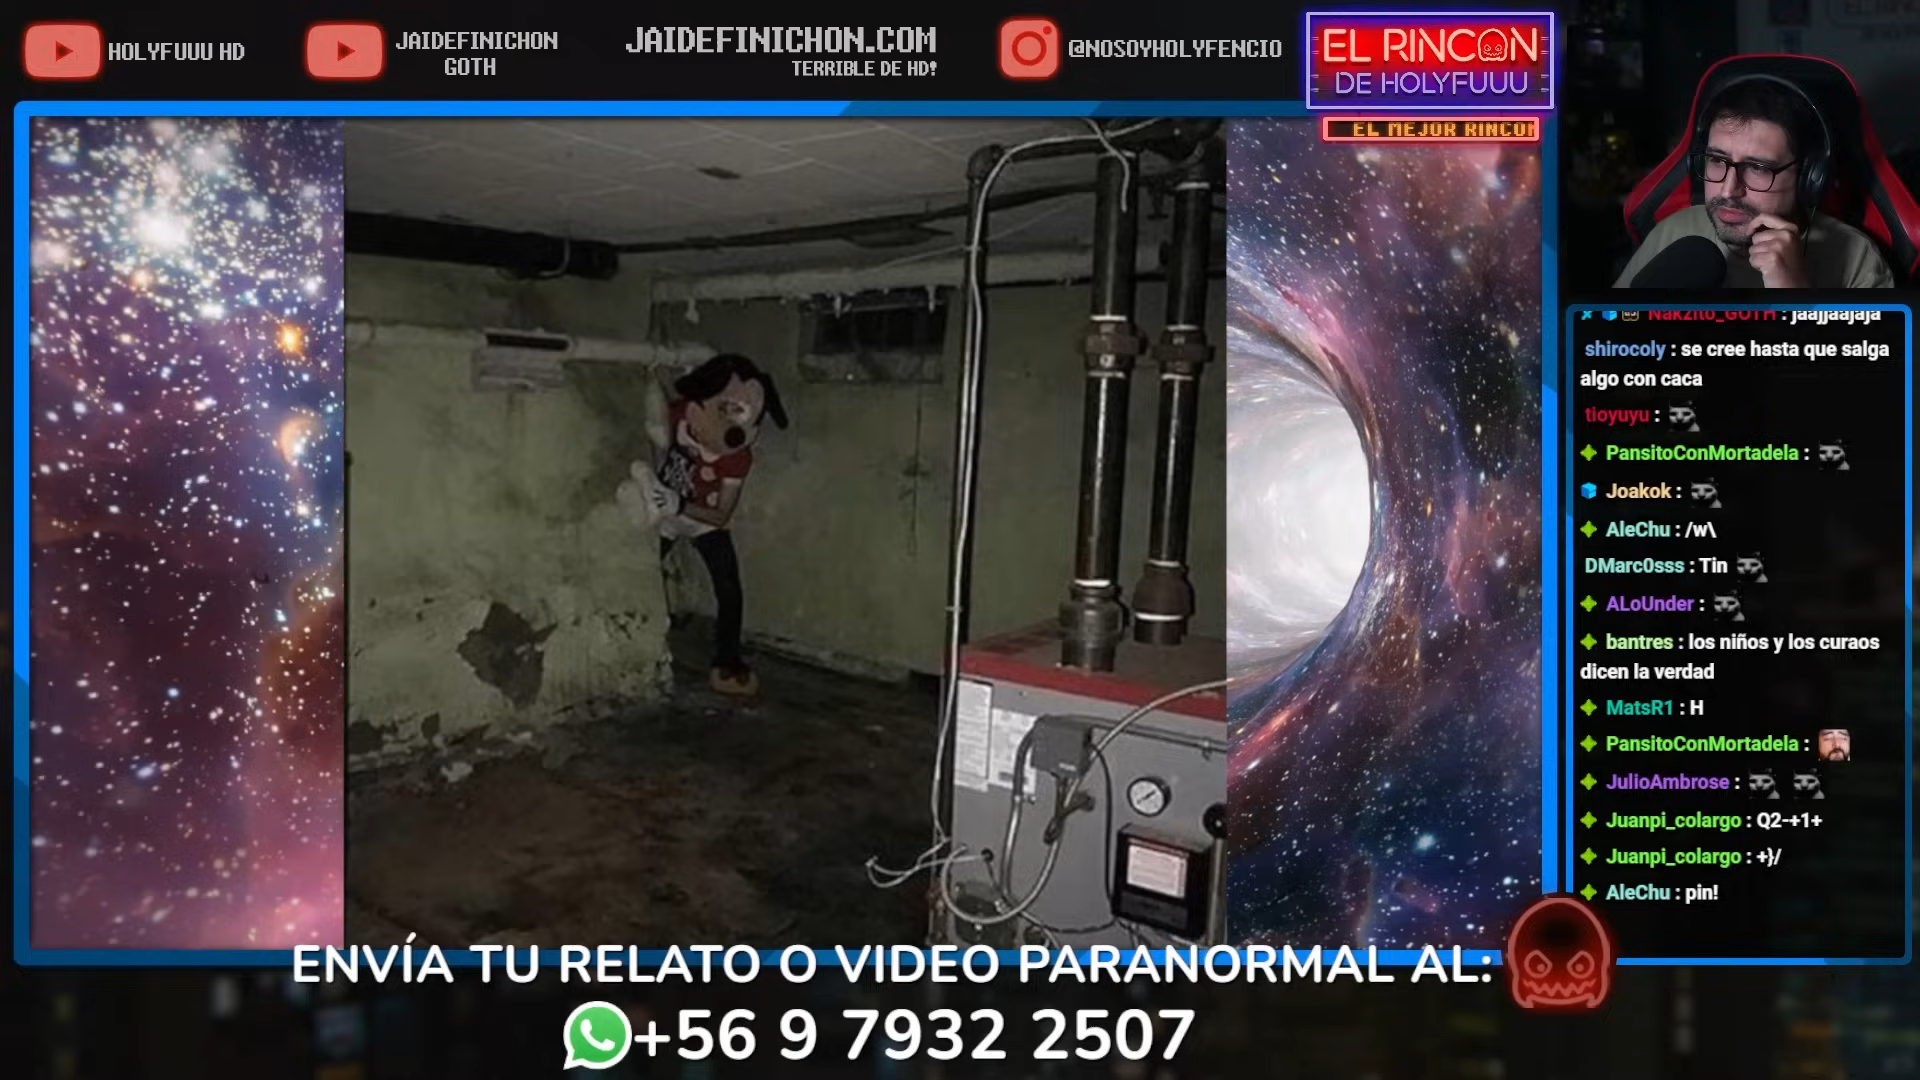 HOLYFUUU HD
JAIDEFINICHON
GOTH
JAIDEFINICHON.COM
TERRIBLE DE HD!
@NOSOYHOLYFENCIO
EL RINCON
DE HOLYFUUU
EL MEJOR RINCON
Nakzito_GOTH : jaajjaajaja
shirocoly : se cree hasta que salga
algo con caca
tioyuyu :
PansitoConMortadela :
Joakok :
AleChu : /w\
DMarc0sss : Tin
ALoUnder :
bantres : los niños y los curaos
dicen la verdad
MatsR1 : H
PansitoConMortadela :
JulioAmbrose :
Juanpi_colargo : Q2-+1+
Juanpi_colargo : +}/
AleChu : pin!
ENVÍA TU RELATO O VIDEO PARANORMAL AL:
+56 9 7932 2507